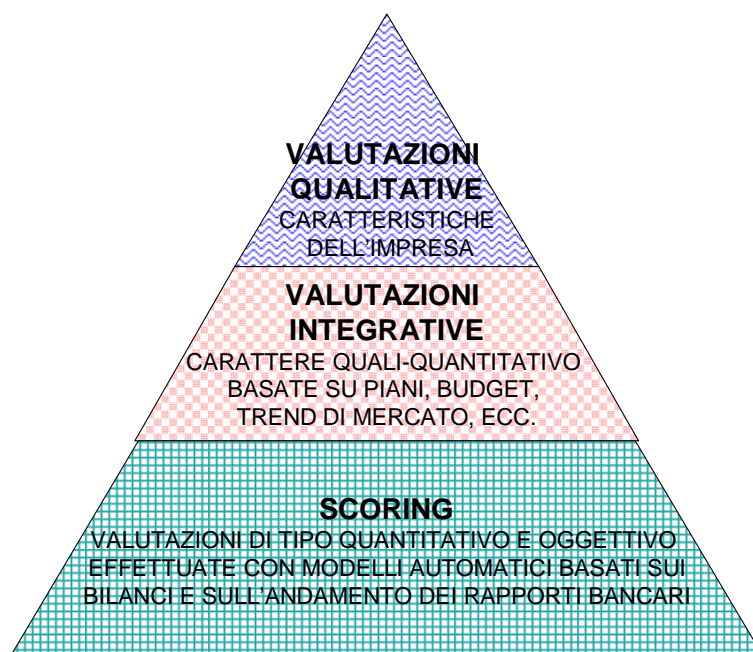 VALUTAZIONI
QUALITATIVE
CARATTERISTICHE
DELL'IMPRESA
VALUTAZIONI
INTEGRATIVE
CARATTERE QUALI-QUANTITATIVO
BASATE SU PIANI, BUDGET,
TREND DI MERCATO, ECC.
SCORING
VALUTAZIONI DI TIPO QUANTITATIVO E OGGETTIVO
EFFETTUATE CON MODELLI AUTOMATICI BASATI SUI
BILANCI E SULL'ANDAMENTO DEI RAPPORTI BANCARI